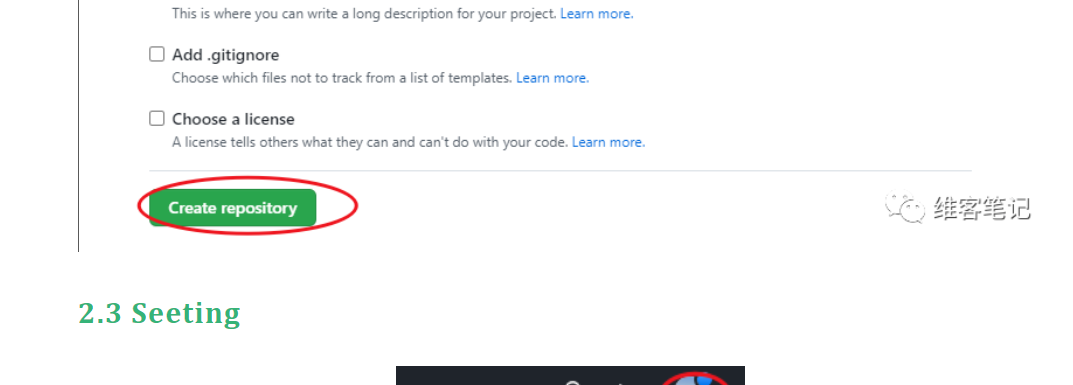 This is where you can write a long description for your project. Learn more.
Add .gitignore
Choose which files not to track from a list of templates. Learn more.
Choose a license
A license tells others what they can and can't do with your code. Learn more.
Create repository
维客笔记
2.3 Seeting